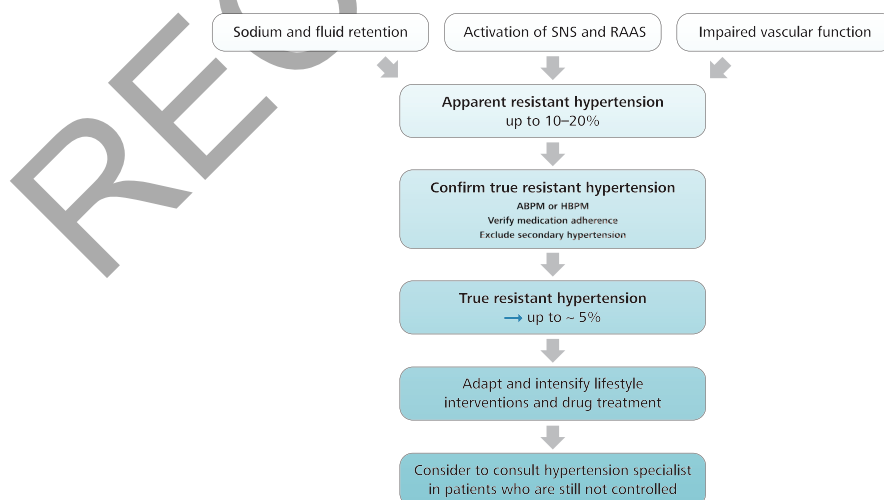 Sodium and fluid retention
Activation of SNS and RAAS
Impaired vascular function
Apparent resistant hypertension
up to 10–20%
Confirm true resistant hypertension
ABPM or HBPM
Verify medication adherence
Exclude secondary hypertension
True resistant hypertension
→ up to ~ 5%
Adapt and intensify lifestyle
interventions and drug treatment
Consider to consult hypertension specialist
in patients who are still not controlled